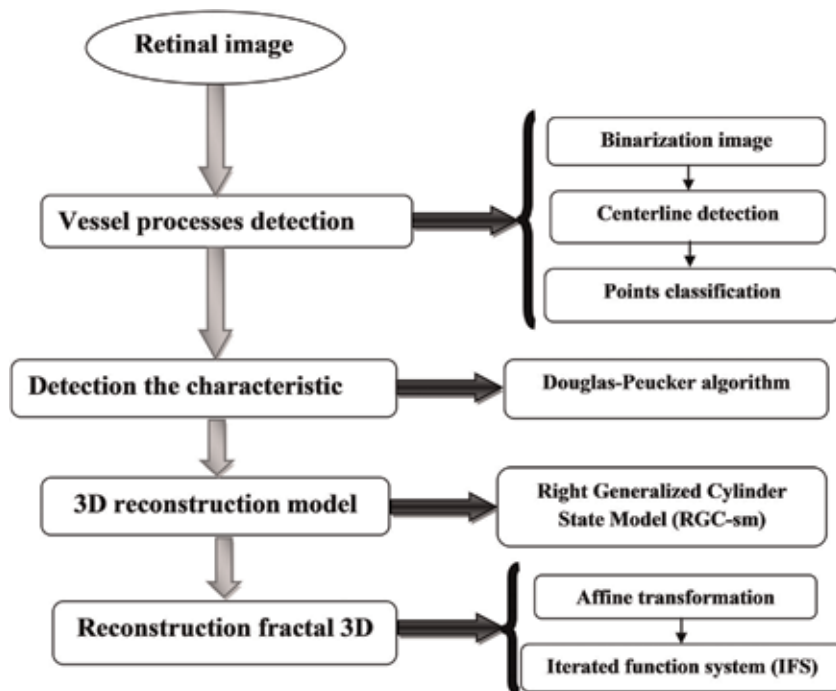 Retinal image
Vessel processes detection
Binarization image
Centerline detection
Points classification
Detection the characteristic
Douglas-Peucker algorithm
3D reconstruction model
Right Generalized Cylinder
State Model (RGC-sm)
Reconstruction fractal 3D
Affine transformation
Iterated function system (IFS)